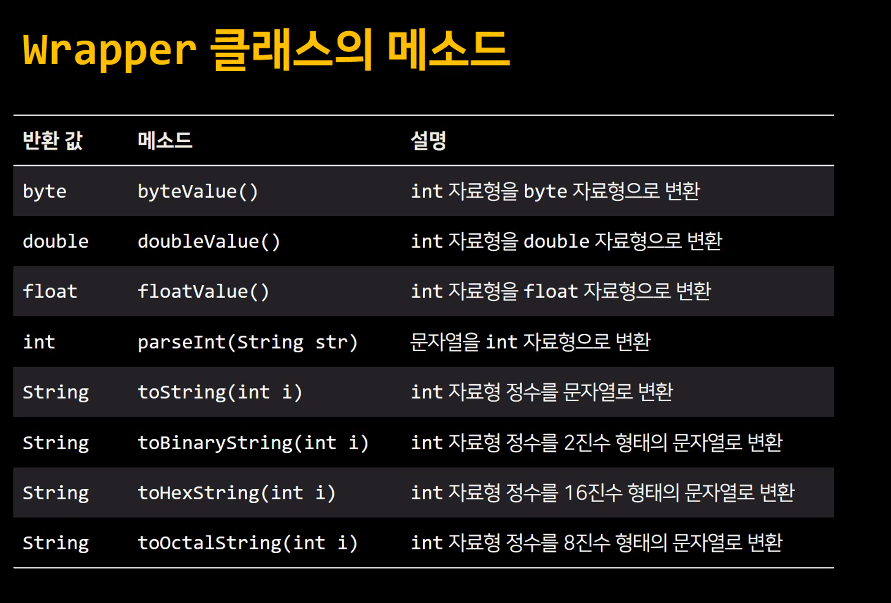 Wrapper 클래스의 메소드
반환 값 메소드 설명
byte byteValue() int 자료형을 byte 자료형으로 변환
double doubleValue() int 자료형을 double 자료형으로 변환
float floatValue() int 자료형을 float 자료형으로 변환
int parseInt(String str) 문자열을 int 자료형으로 변환
String toString(int i) int 자료형 정수를 문자열로 변환
String toBinaryString(int i) int 자료형 정수를 2진수 형태의 문자열로 변환
String toHexString(int i) int 자료형 정수를 16진수 형태의 문자열로 변환
String toOctalString(int i) int 자료형 정수를 8진수 형태의 문자열로 변환